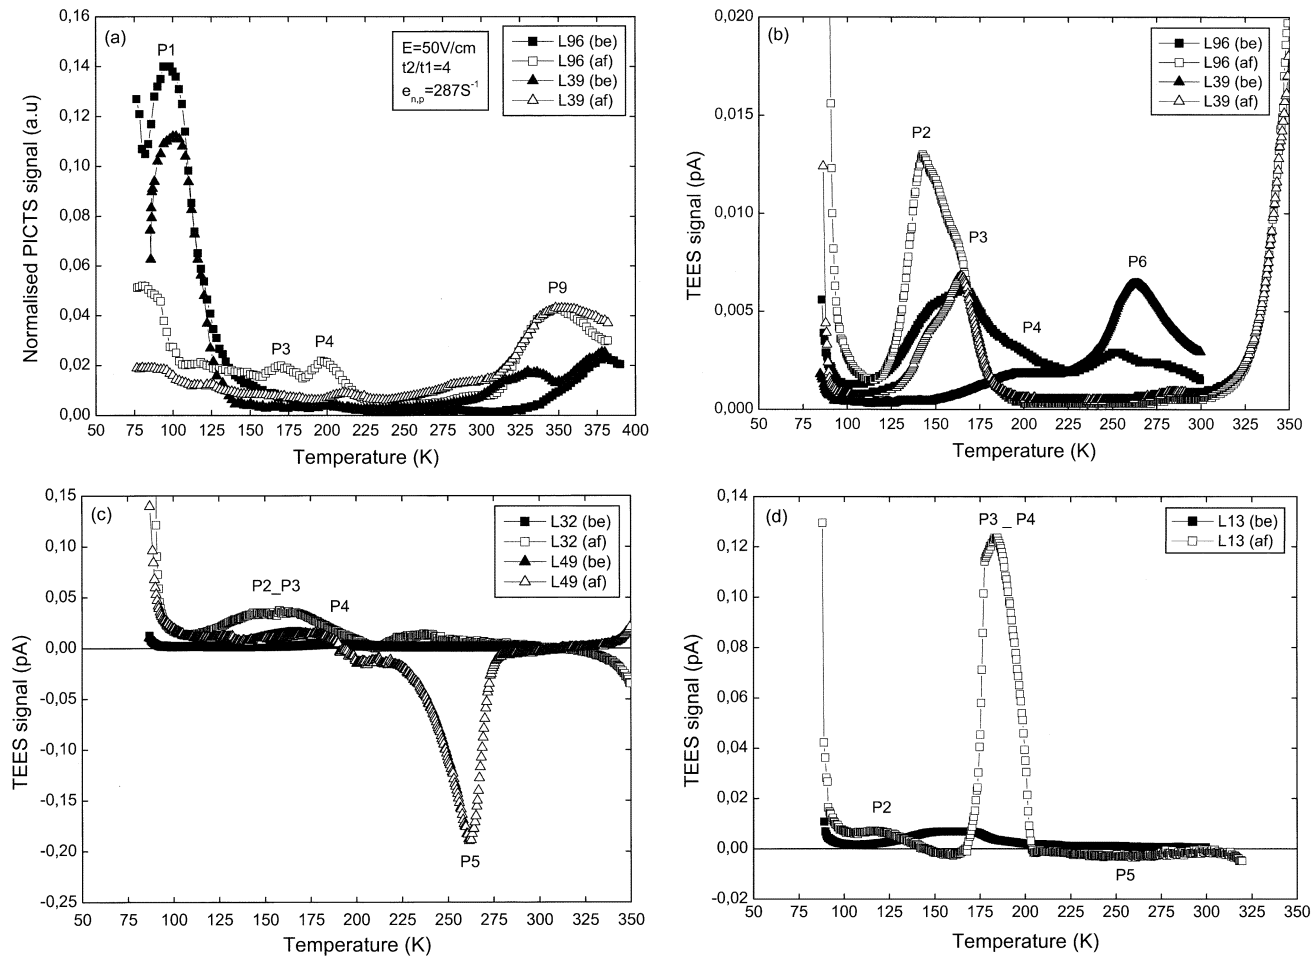 (a)
P1
E=50V/cm
t2/t1=4
e_n,p=287S^-1
L96 (be)
L96 (af)
L39 (be)
L39 (af)
P3
P4
P9
0,16
0,14
0,12
0,10
0,08
0,06
0,04
0,02
0,00
Normalised PICTS signal (a.u)
50 75 100 125 150 175 200 225 250 275 300 325 350 375 400
Temperature (K)
(b)
L96 (be)
L96 (af)
L39 (be)
L39 (af)
P2
P3
P4
P6
0,020
0,015
0,010
0,005
0,000
TEES signal (pA)
50 75 100 125 150 175 200 225 250 275 300 325 350
Temperature (K)
(c)
L32 (be)
L32 (af)
L49 (be)
L49 (af)
P2_P3
P4
P5
0,15
0,10
0,05
0,00
-0,05
-0,10
-0,15
-0,20
-0,25
TEES signal (pA)
50 75 100 125 150 175 200 225 250 275 300 325 350
Temperature (K)
(d)
P3 _ P4
L13 (be)
L13 (af)
P2
P5
0,14
0,12
0,10
0,08
0,06
0,04
0,02
0,00
-0,02
TEES signal (pA)
50 75 100 125 150 175 200 225 250 275 300 325 350
Temperature (K)